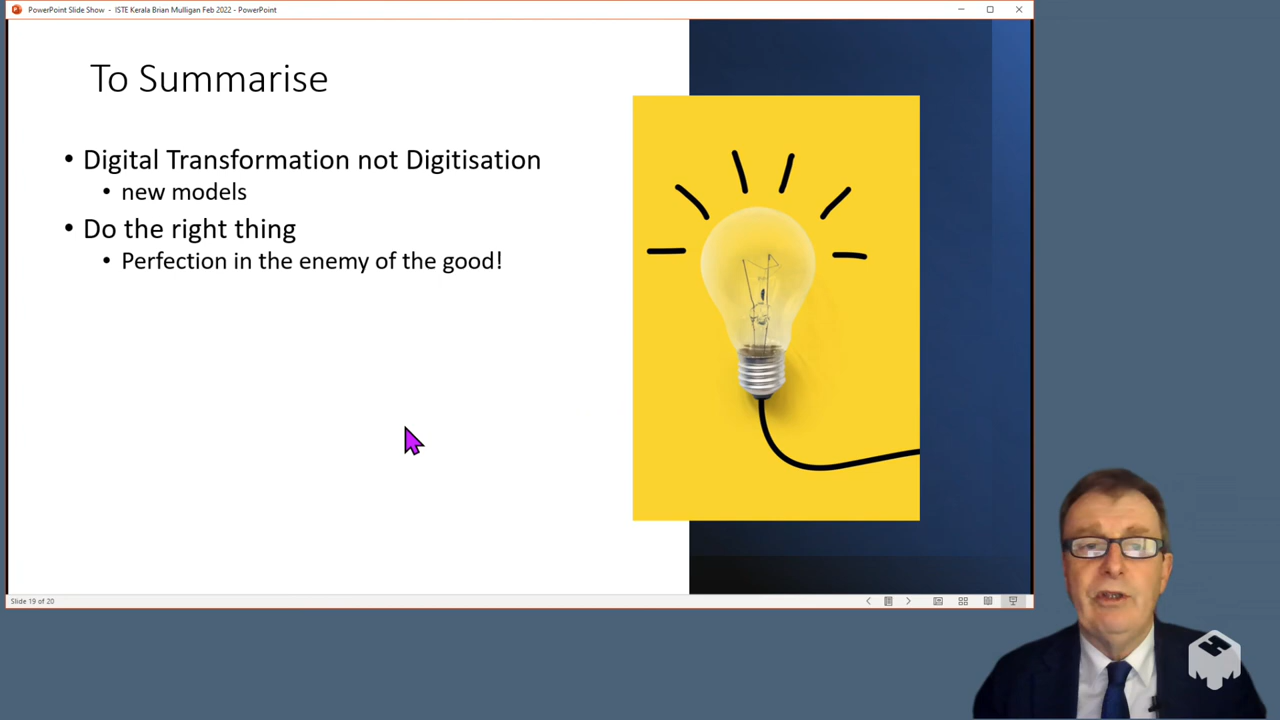 PowerPoint Slide Show - ISTE Kerala Brian Mulligan Feb 2022 - PowerPoint
To Summarise
• Digital Transformation not Digitisation
• new models
• Do the right thing
• Perfection in the enemy of the good!
Slide 19 of 20